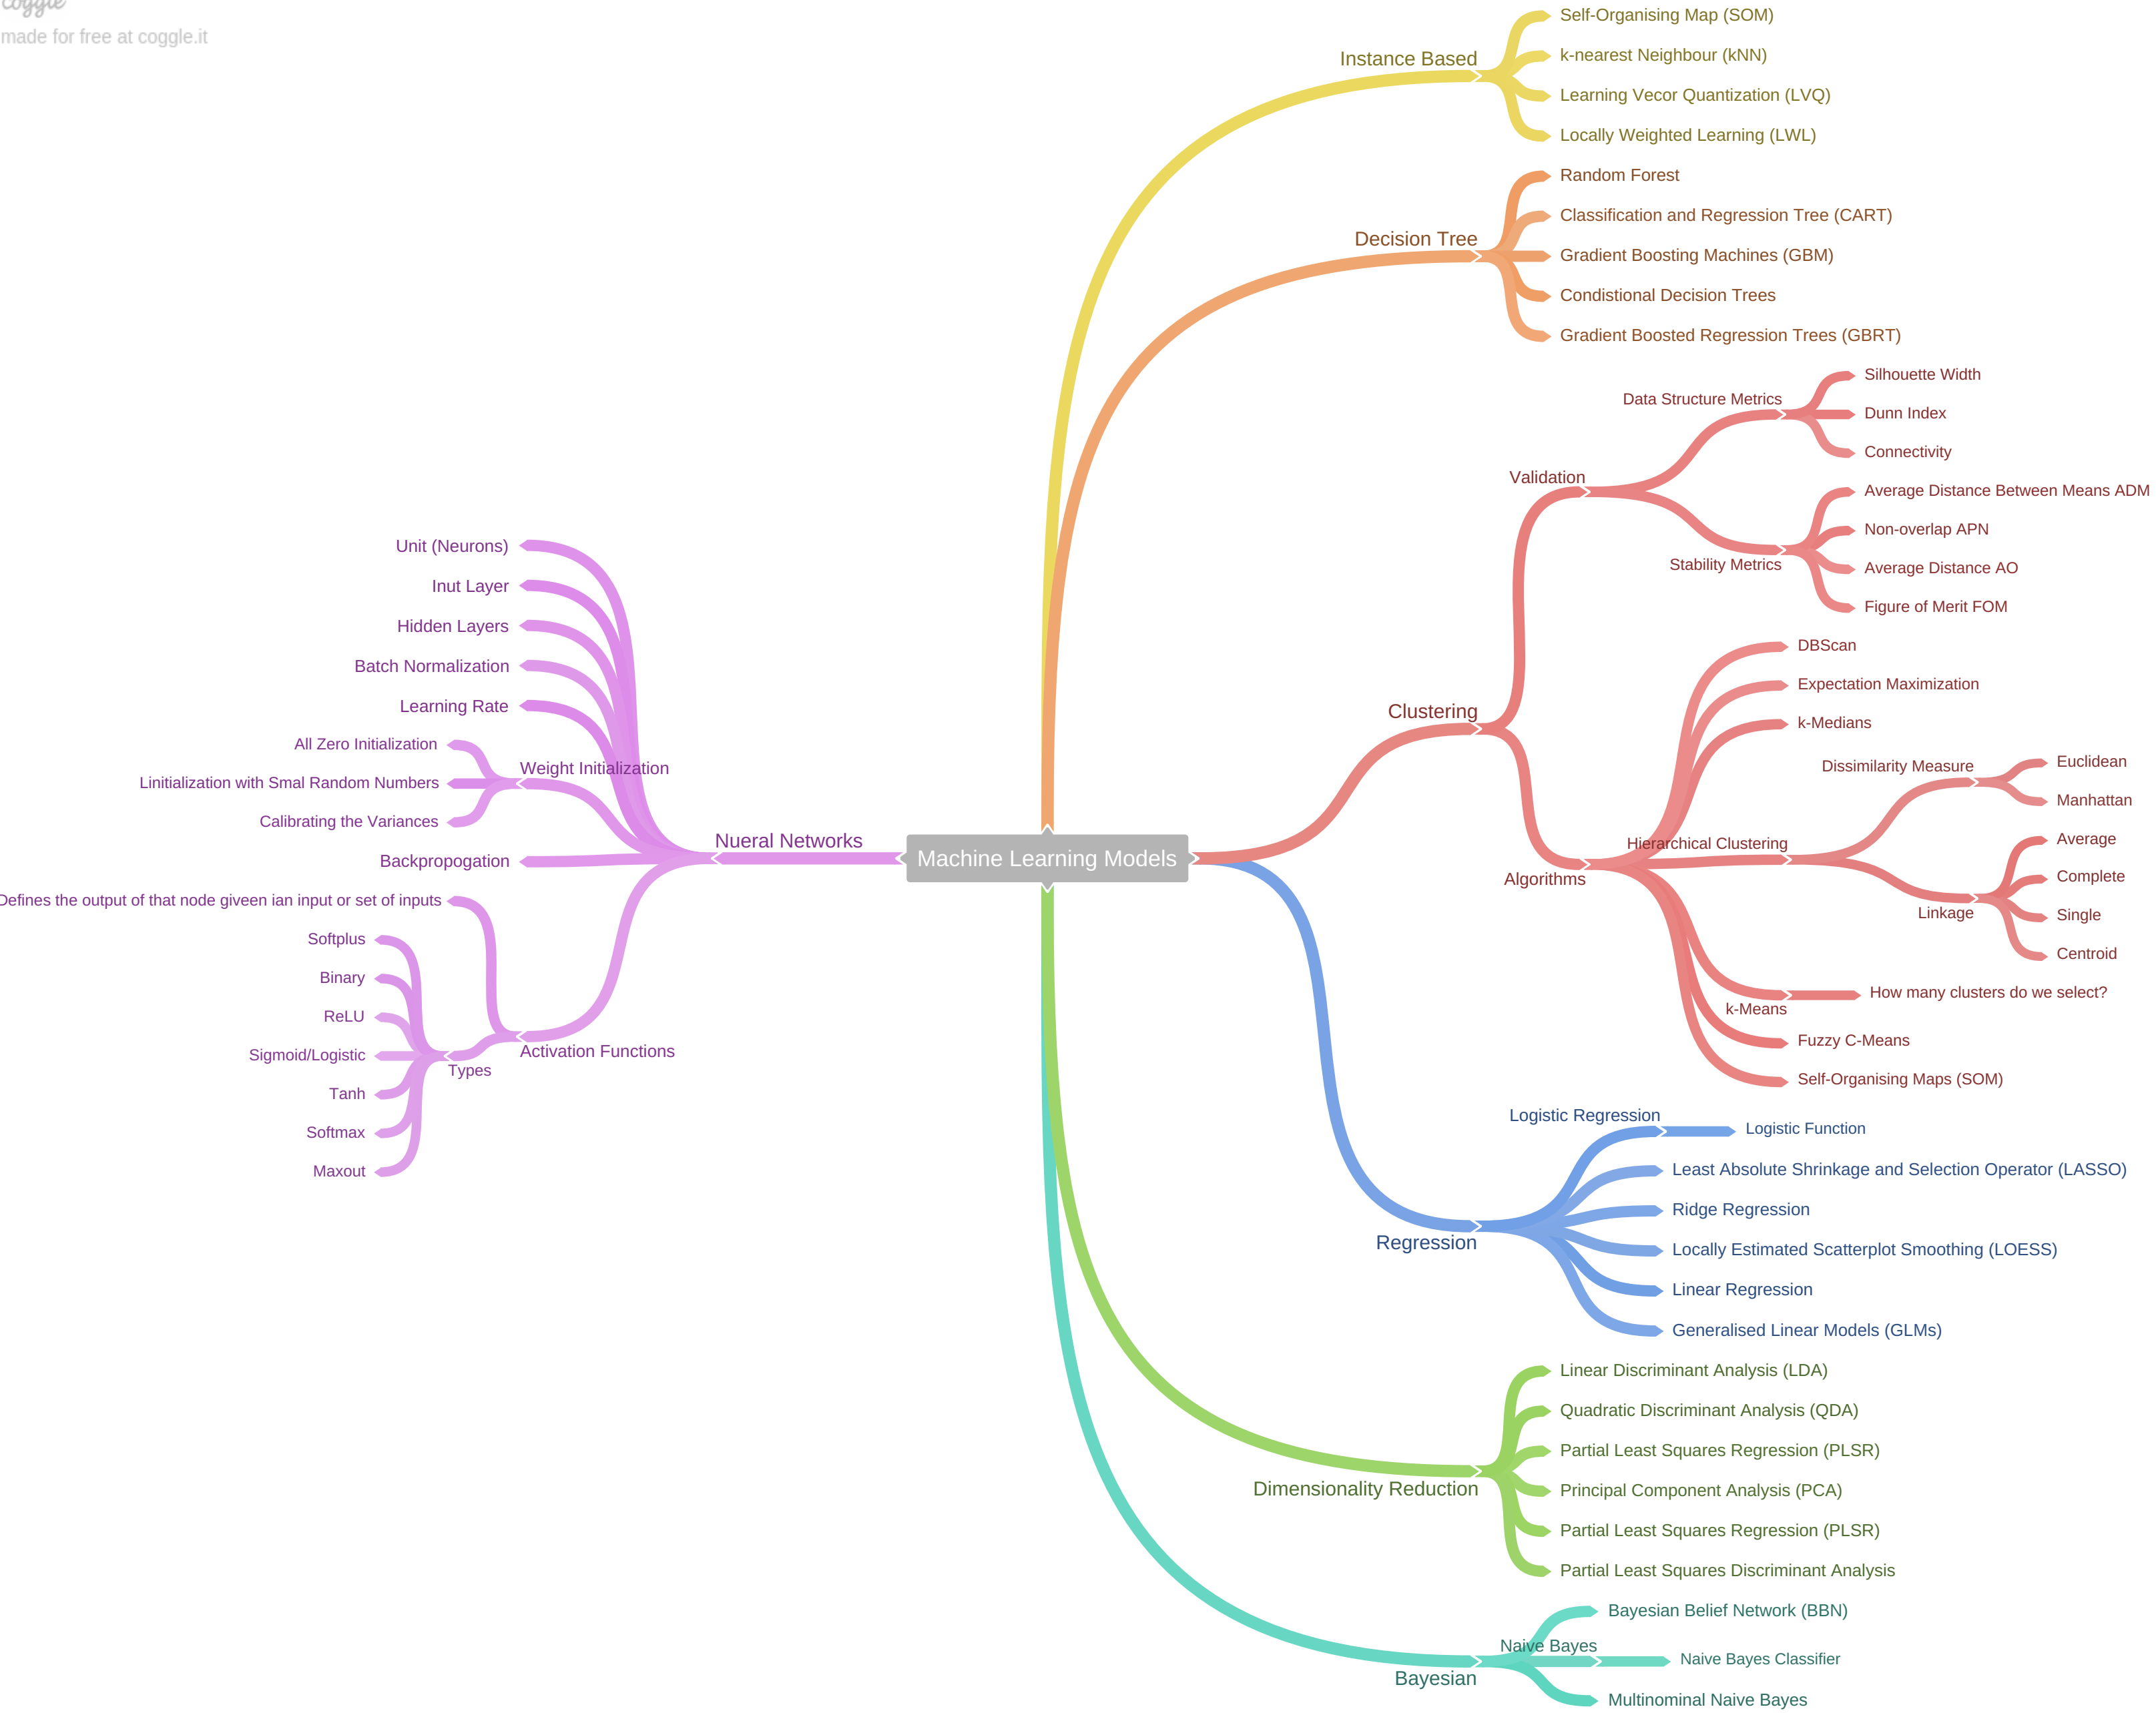 coggle
made for free at coggle.it
Machine Learning Models
Instance Based
Self-Organising Map (SOM)
k-nearest Neighbour (kNN)
Learning Vecor Quantization (LVQ)
Locally Weighted Learning (LWL)
Decision Tree
Random Forest
Classification and Regression Tree (CART)
Gradient Boosting Machines (GBM)
Condistional Decision Trees
Gradient Boosted Regression Trees (GBRT)
Clustering
Validation
Data Structure Metrics
Silhouette Width
Dunn Index
Connectivity
Stability Metrics
Average Distance Between Means ADM
Non-overlap APN
Average Distance AO
Figure of Merit FOM
Algorithms
DBScan
Expectation Maximization
k-Medians
Hierarchical Clustering
Dissimilarity Measure
Euclidean
Manhattan
Linkage
Average
Complete
Single
Centroid
k-Means
How many clusters do we select?
Fuzzy C-Means
Self-Organising Maps (SOM)
Regression
Logistic Regression
Logistic Function
Least Absolute Shrinkage and Selection Operator (LASSO)
Ridge Regression
Locally Estimated Scatterplot Smoothing (LOESS)
Linear Regression
Generalised Linear Models (GLMs)
Dimensionality Reduction
Linear Discriminant Analysis (LDA)
Quadratic Discriminant Analysis (QDA)
Partial Least Squares Regression (PLSR)
Principal Component Analysis (PCA)
Partial Least Squares Regression (PLSR)
Partial Least Squares Discriminant Analysis
Bayesian
Bayesian Belief Network (BBN)
Naive Bayes
Naive Bayes Classifier
Multinominal Naive Bayes
Nueral Networks
Unit (Neurons)
Inut Layer
Hidden Layers
Batch Normalization
Learning Rate
Weight Initialization
All Zero Initialization
Linitialization with Smal Random Numbers
Calibrating the Variances
Backpropogation
Activation Functions
Defines the output of that node giveen ian input or set of inputs
Types
Softplus
Binary
ReLU
Sigmoid/Logistic
Tanh
Softmax
Maxout